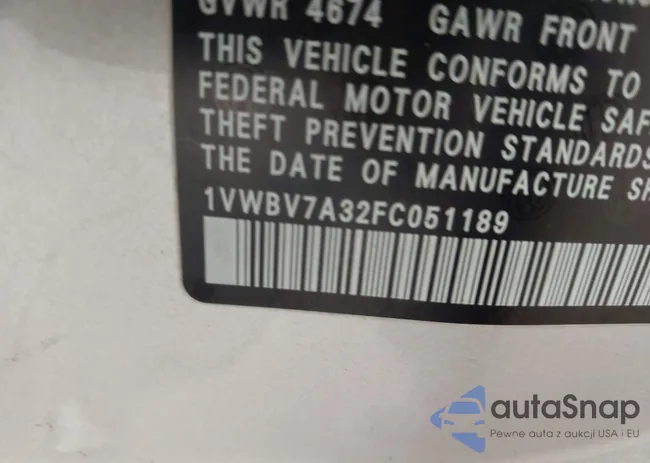 GVWR 4674 GAWR FRONT
THIS VEHICLE CONFORMS TO
FEDERAL MOTOR VEHICLE SAF
THEFT PREVENTION STANDARDS
THE DATE OF MANUFACTURE SH
1VWBV7A32FC051189
autaSnap
Pewne auta z aukcji USA i EU